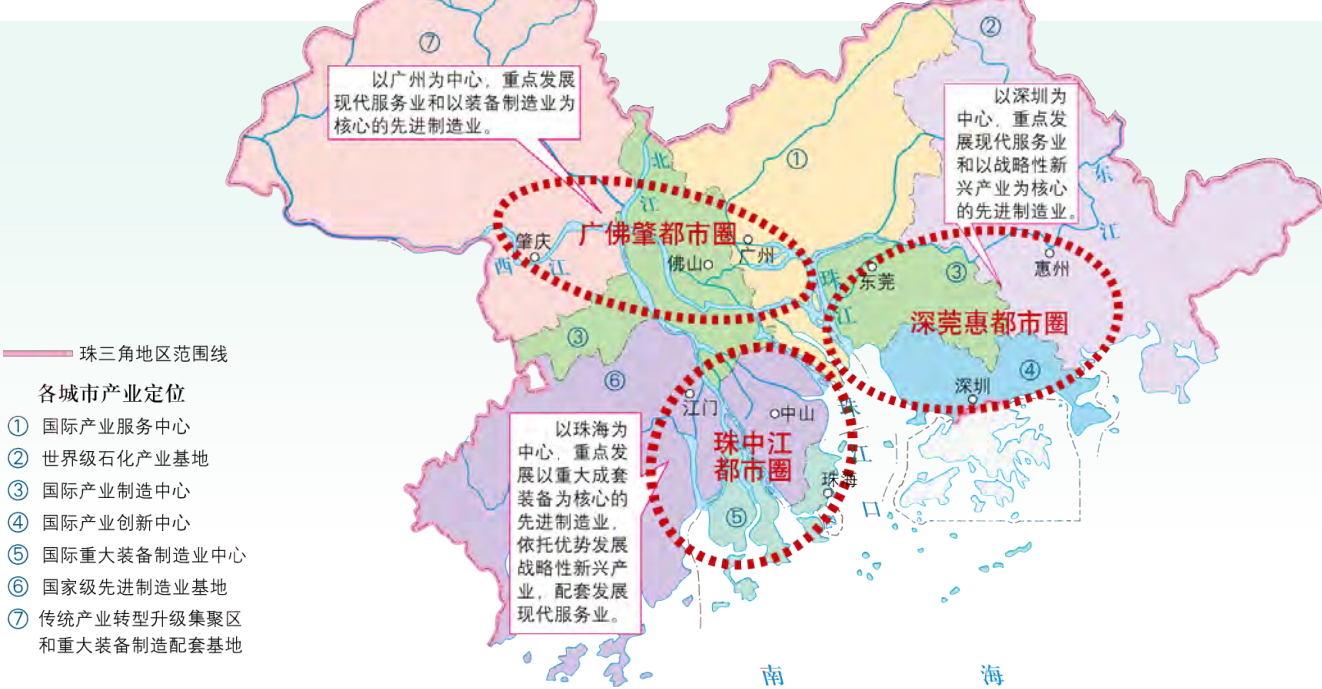 ⑦
②
以广州为中心，重点发展
现代服务业和以装备制造业为
核心的先进制造业。
以深圳为
中心，重点发
展现代服务业
和以战略性新
兴产业为核心
的先进制造业。
①
北
江
东
江
肇庆
西江
广佛肇都市圈
佛山
广州
惠州
珠
江
东莞
③
深莞惠都市圈
③
④
深圳
⑥
江门
中山
珠
江
口
珠中江
都市圈
珠海
⑤
以珠海为
中心，重点发
展以重大成套
装备为核心的
先进制造业，
依托优势发展
战略性新兴产
业，配套发展
现代服务业。
南海
珠三角地区范围线
各城市产业定位
① 国际产业服务中心
② 世界级石化产业基地
③ 国际产业制造中心
④ 国际产业创新中心
⑤ 国际重大装备制造业中心
⑥ 国家级先进制造业基地
⑦ 传统产业转型升级集聚区
和重大装备制造配套基地